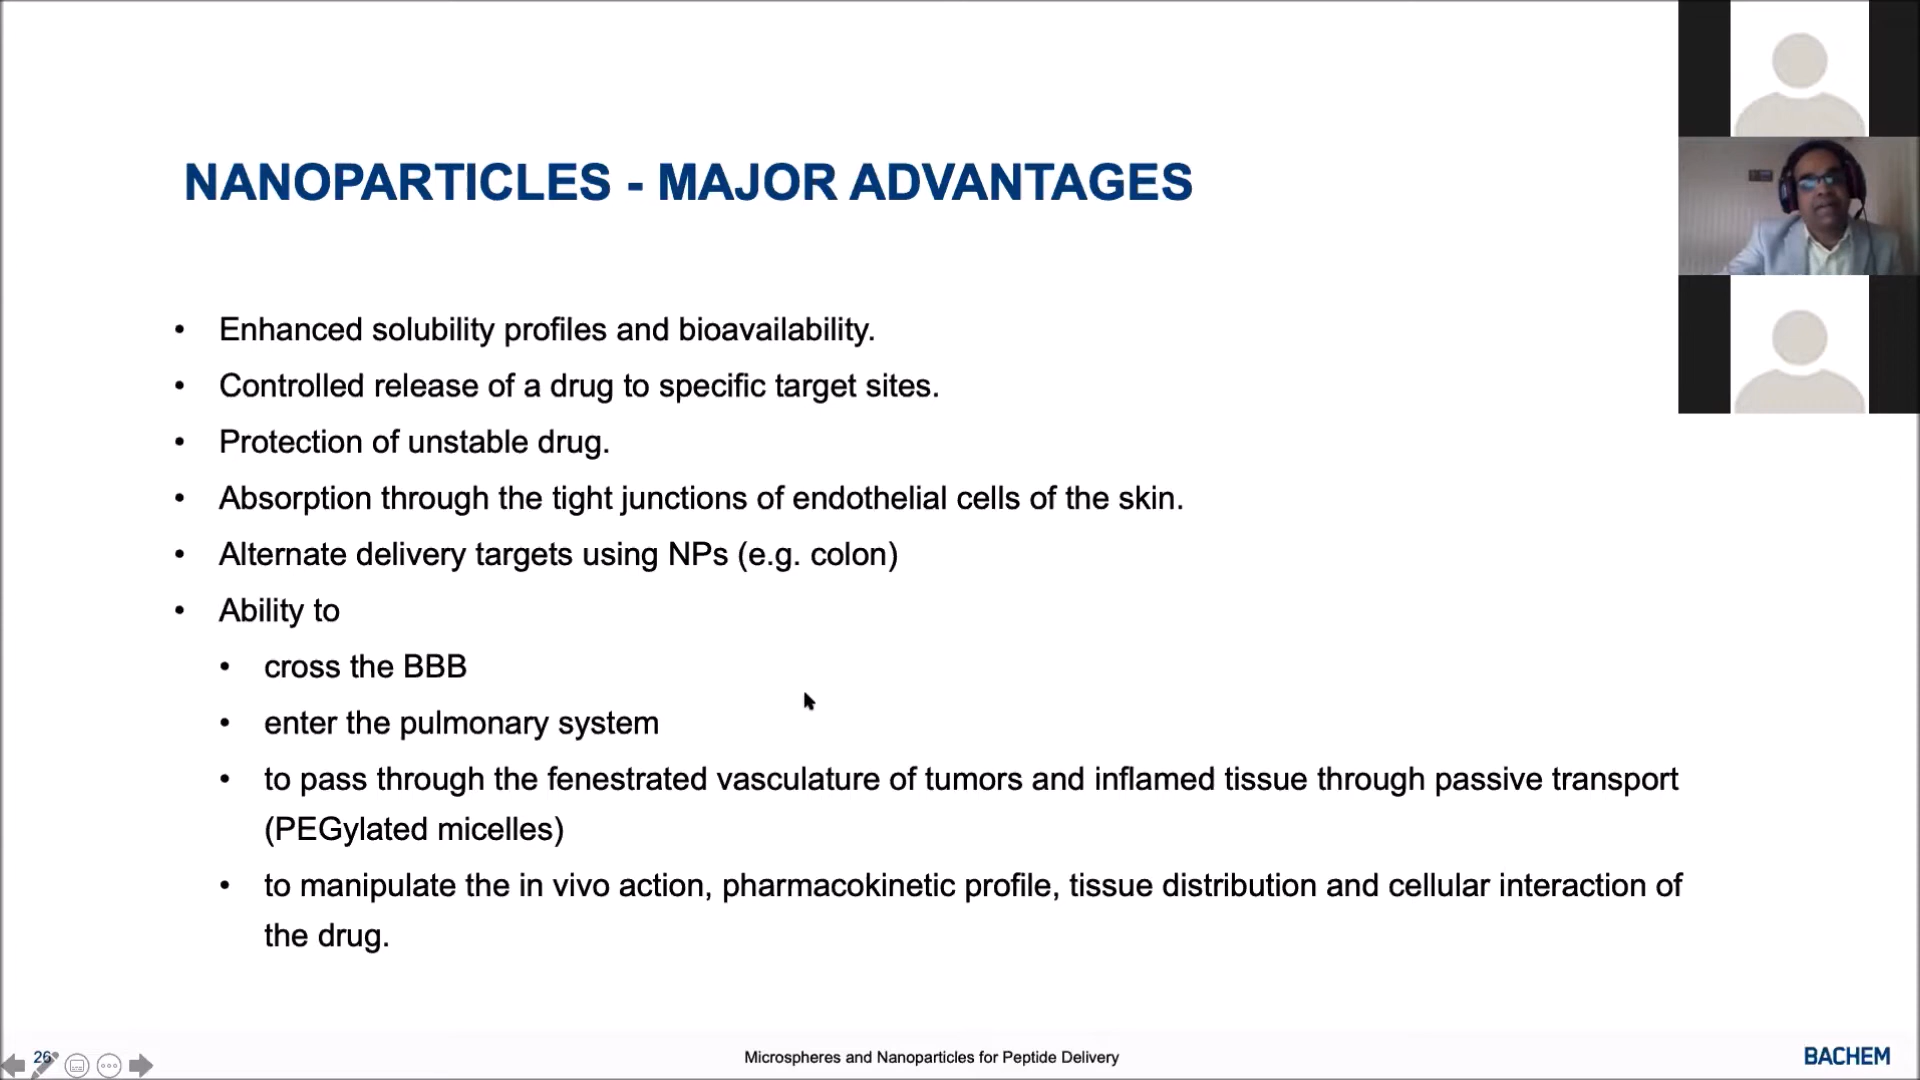 NANOPARTICLES - MAJOR ADVANTAGES
• Enhanced solubility profiles and bioavailability.
• Controlled release of a drug to specific target sites.
• Protection of unstable drug.
• Absorption through the tight junctions of endothelial cells of the skin.
• Alternate delivery targets using NPs (e.g. colon)
• Ability to
• cross the BBB
• enter the pulmonary system
• to pass through the fenestrated vasculature of tumors and inflamed tissue through passive transport
(PEGylated micelles)
• to manipulate the in vivo action, pharmacokinetic profile, tissue distribution and cellular interaction of
the drug.
26
Microspheres and Nanoparticles for Peptide Delivery
BACHEM